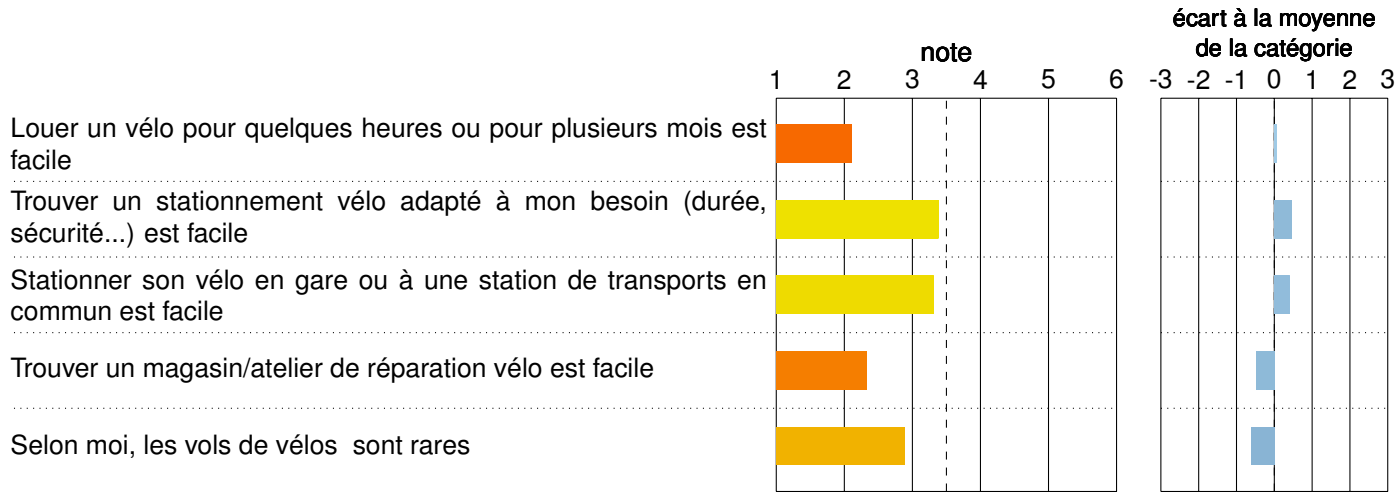 écart à la moyenne
note de la catégorie
1 2 3 4 5 6 -3 -2 -1 0 1 2 3
Louer un vélo pour quelques heures ou pour plusieurs mois est
facile
Trouver un stationnement vélo adapté à mon besoin (durée,
sécurité...) est facile
Stationner son vélo en gare ou à une station de transports en
commun est facile
Trouver un magasin/atelier de réparation vélo est facile
Selon moi, les vols de vélos sont rares